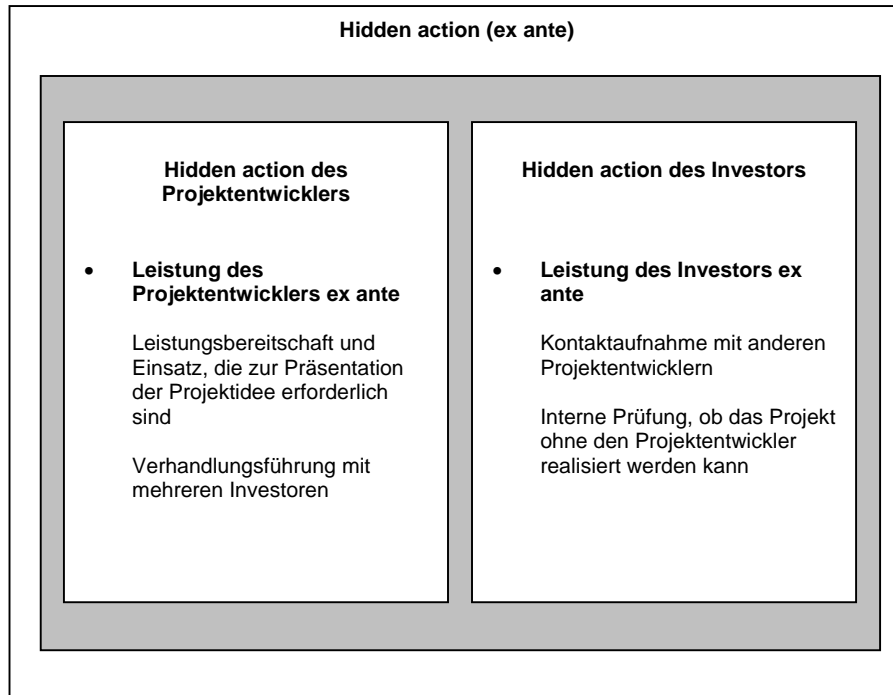 Hidden action (ex ante)
Hidden action des
Projektentwicklers
• Leistung des
Projektentwicklers ex ante
Leistungsbereitschaft und
Einsatz, die zur Präsentation
der Projektidee erforderlich
sind
Verhandlungsführung mit
mehreren Investoren
Hidden action des Investors
• Leistung des Investors ex
ante
Kontaktaufnahme mit anderen
Projektentwicklern
Interne Prüfung, ob das Projekt
ohne den Projektentwickler
realisiert werden kann